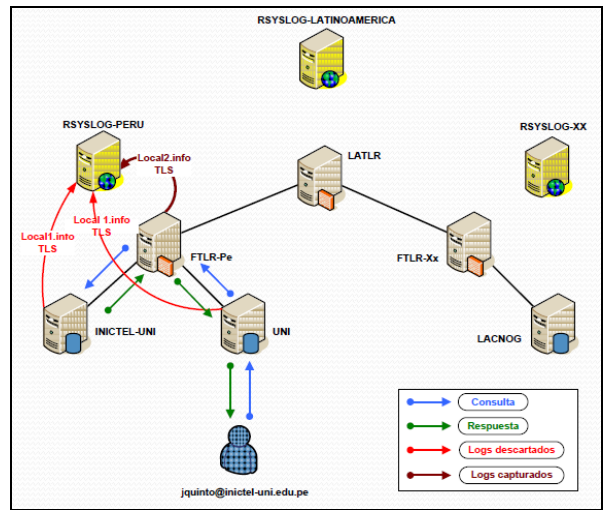 RSYSLOG-LATINOAMERICA
RSYSLOG-PERU
RSYSLOG-XX
LATLR
Local2.info
TLS
Local1.info
TLS
Local 1.info
TLS
FTLR-Pe
FTLR-Xx
INICTEL-UNI
UNI
LACNOG
Consulta
Respuesta
Logs descartados
Logs capturados
jquinto@inictel-uni.edu.pe